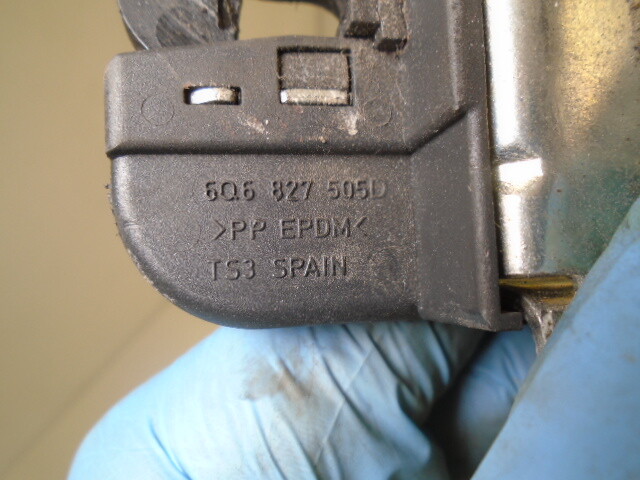 6Q6 827 505D
>PP EPDM<
TS3 SPAIN